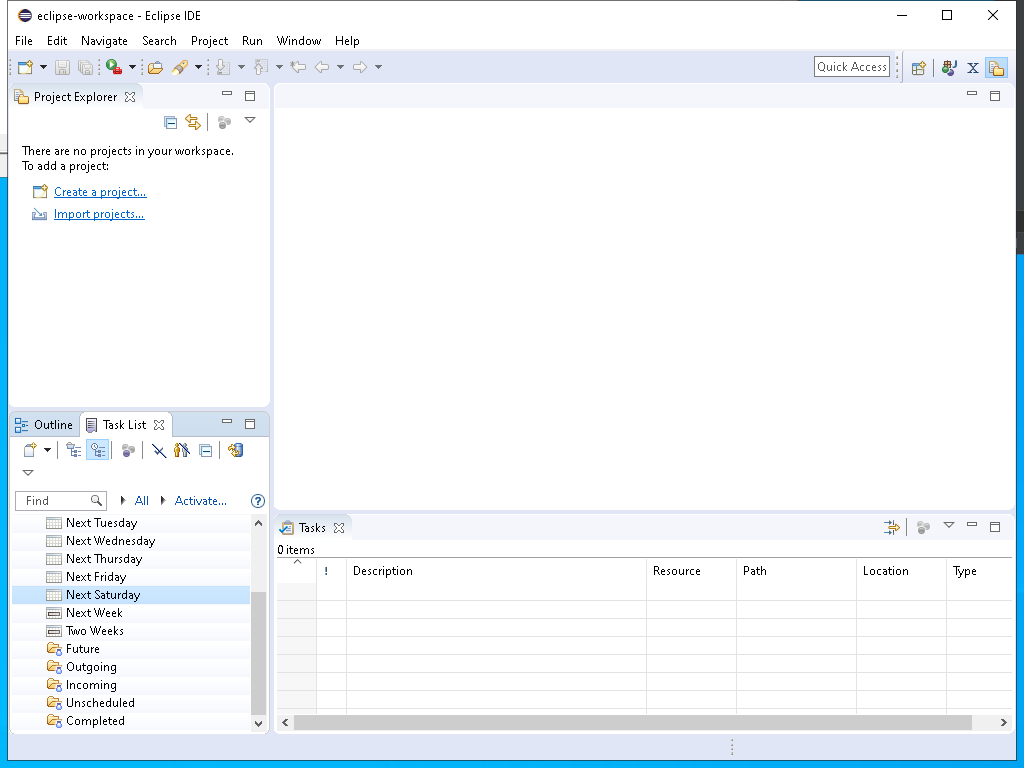 eclipse-workspace - Eclipse IDE
File Edit Navigate Search Project Run Window Help
Quick Access
Project Explorer
There are no projects in your workspace.
To add a project:
Create a project...
Import projects...
Outline Task List
Find All Activate...
Next Tuesday
Next Wednesday
Next Thursday
Next Friday
Next Saturday
Next Week
Two Weeks
Future
Outgoing
Incoming
Unscheduled
Completed
Tasks
0 items
! Description Resource Path Location Type